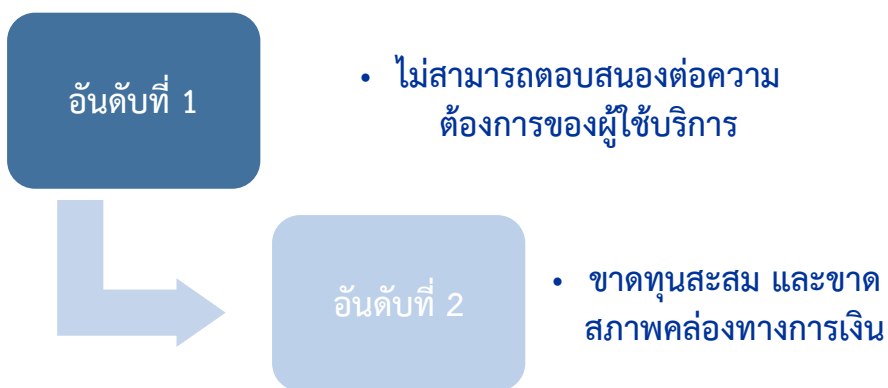 อันดับที่ 1
• ไม่สามารถตอบสนองต่อความ
ต้องการของผู้ใช้บริการ
อันดับที่ 2
• ขาดทุนสะสม และขาด
สภาพคล่องทางการเงิน